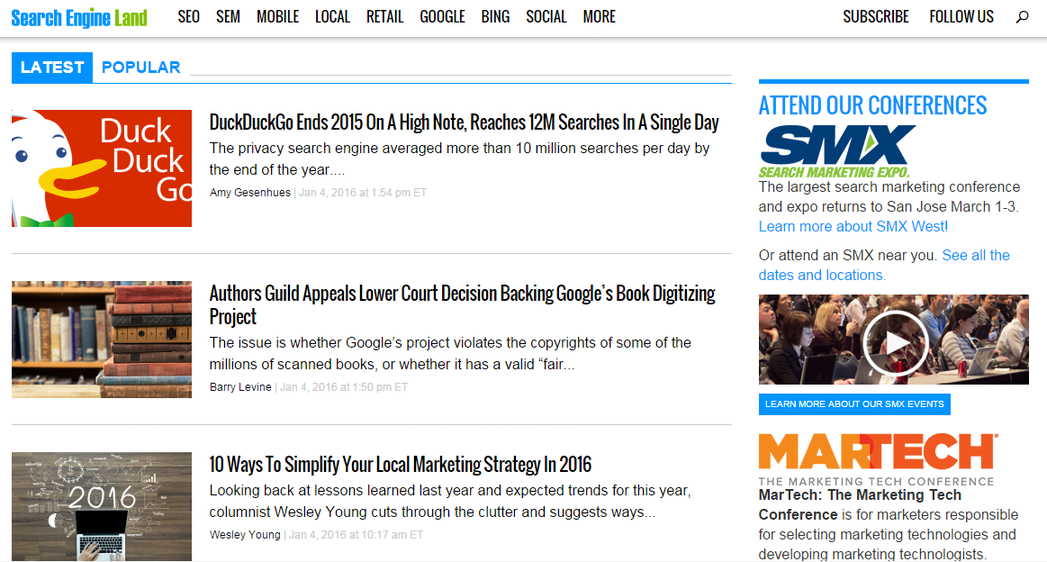 Search Engine Land
SEO SEM MOBILE LOCAL RETAIL GOOGLE BING SOCIAL MORE
SUBSCRIBE FOLLOW US
LATEST POPULAR
Duck
Duck
Go
DuckDuckGo Ends 2015 On A High Note, Reaches 12M Searches In A Single Day
The privacy search engine averaged more than 10 million searches per day by
the end of the year....
Amy Gesenhues | Jan 4, 2016 at 1:54 pm ET
Authors Guild Appeals Lower Court Decision Backing Google's Book Digitizing
Project
The issue is whether Google's project violates the copyrights of some of the
millions of scanned books, or whether it has a valid “fair...
Barry Levine | Jan 4, 2016 at 1:50 pm ET
2016
10 Ways To Simplify Your Local Marketing Strategy In 2016
Looking back at lessons learned last year and expected trends for this year,
columnist Wesley Young cuts through the clutter and suggests ways...
Wesley Young | Jan 4, 2016 at 10:17 am ET
ATTEND OUR CONFERENCES
SMX
SEARCH MARKETING EXPO.
The largest search marketing conference
and expo returns to San Jose March 1-3.
Learn more about SMX West!
Or attend an SMX near you. See all the
dates and locations.
LEARN MORE ABOUT OUR SMX EVENTS
MARTECH®
THE MARKETING TECH CONFERENCE
MarTech: The Marketing Tech
Conference is for marketers responsible
for selecting marketing technologies and
developing marketing technologists.